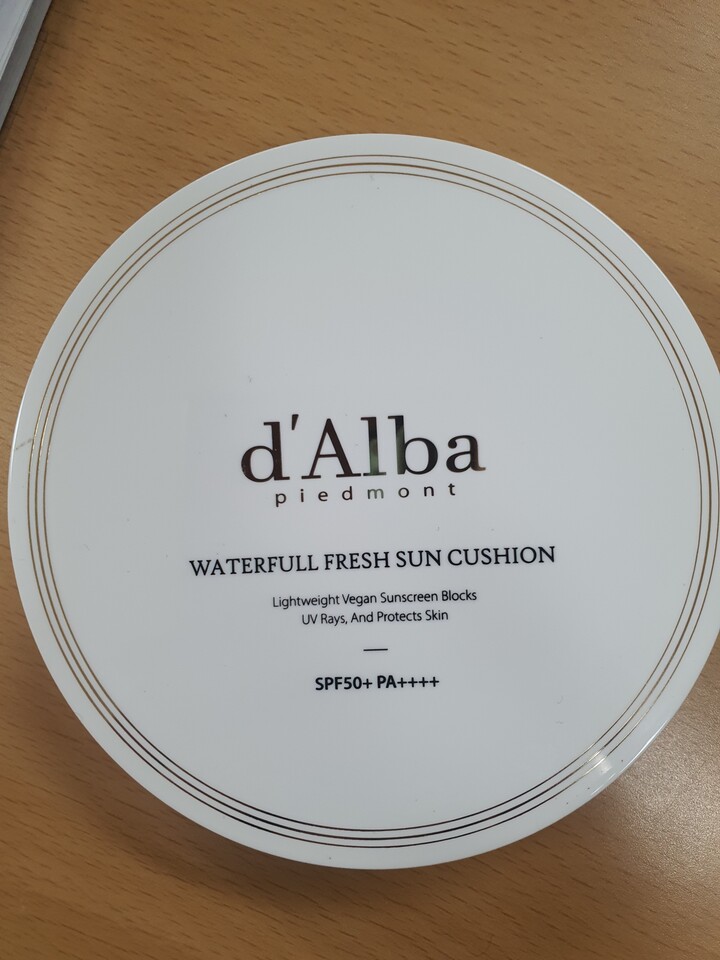 d'Alba
piedmont
WATERFULL FRESH SUN CUSHION
Lightweight Vegan Sunscreen Blocks
UV Rays, And Protects Skin
SPF50+ PA++++